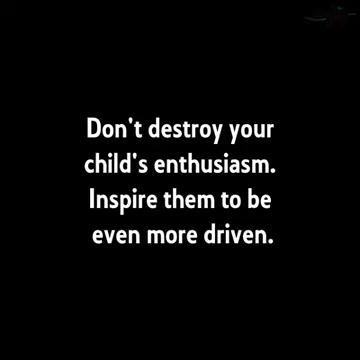 Don't destroy your
child's enthusiasm.
Inspire them to be
even more driven.